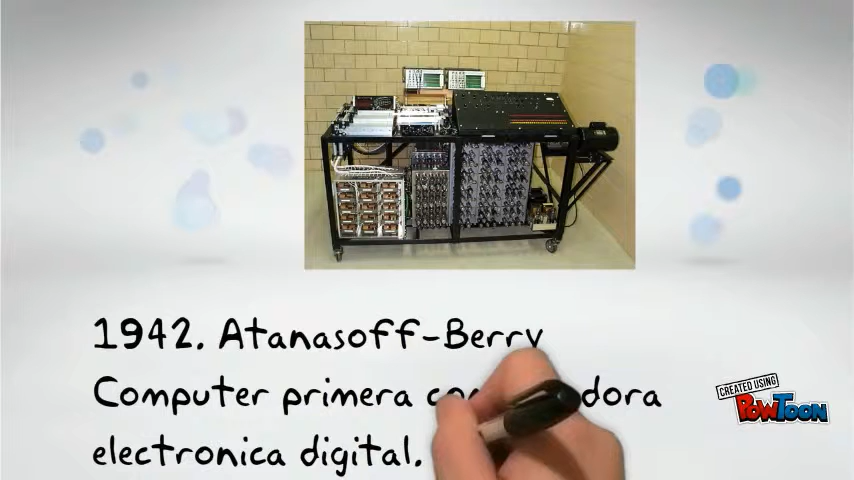 1942. Atanasoff-Berry
Computer primera
electronica digital.
CREATED USING
POWTOON